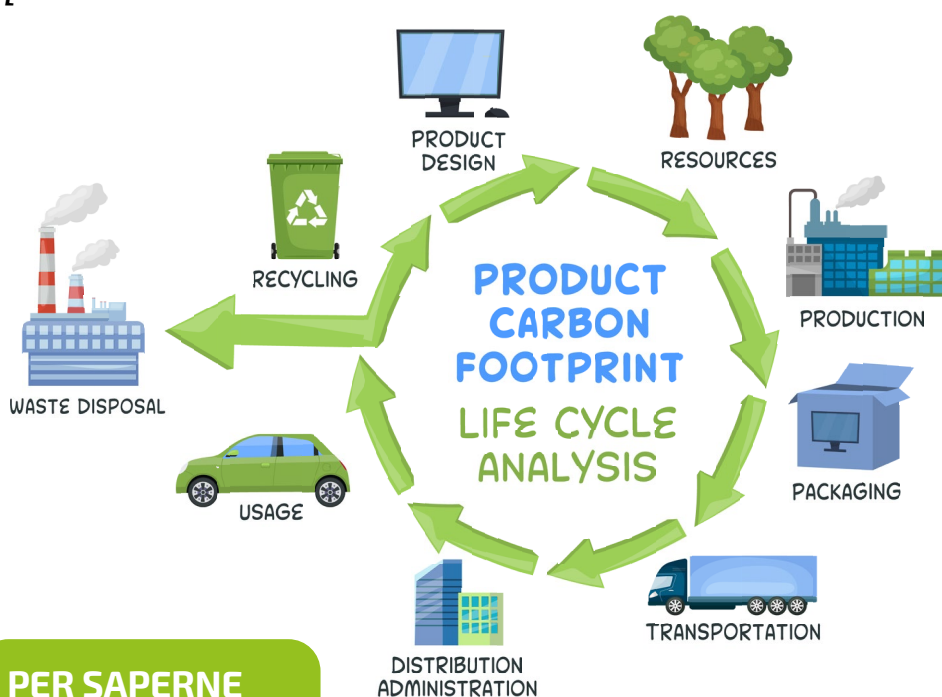 PRODUCT
DESIGN
RESOURCES
RECYCLING
PRODUCT
CARBON
FOOTPRINT
LIFE CYCLE
ANALYSIS
PRODUCTION
WASTE DISPOSAL
PACKAGING
USAGE
TRANSPORTATION
DISTRIBUTION
ADMINISTRATION
PER SAPERNE